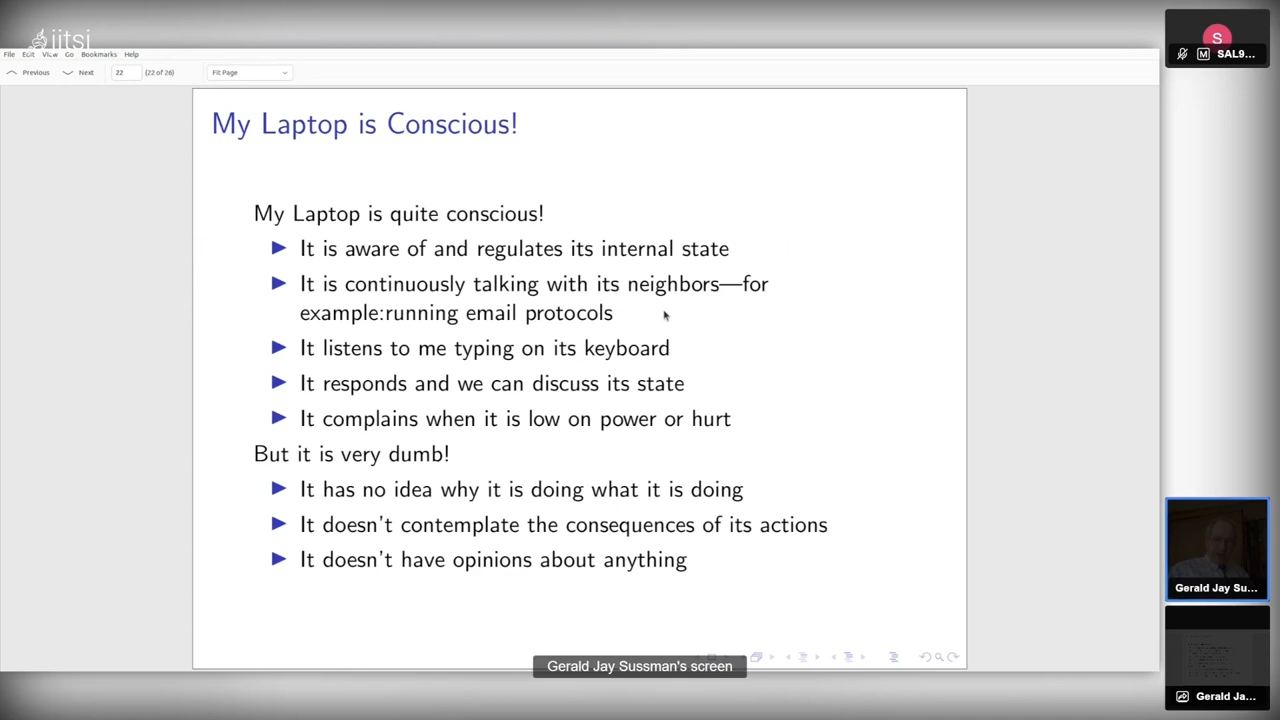 iitsi
File Edit View Go Bookmarks Help
Previous Next 22 (22 of 26) Fit Page
My Laptop is Conscious!
My Laptop is quite conscious!
▶ It is aware of and regulates its internal state
▶ It is continuously talking with its neighbors—for
example:running email protocols
▶ It listens to me typing on its keyboard
▶ It responds and we can discuss its state
▶ It complains when it is low on power or hurt
But it is very dumb!
▶ It has no idea why it is doing what it is doing
▶ It doesn't contemplate the consequences of its actions
▶ It doesn't have opinions about anything
Gerald Jay Sussman's screen
S
M SAL9...
Gerald Jay Su...
Gerald Ja...